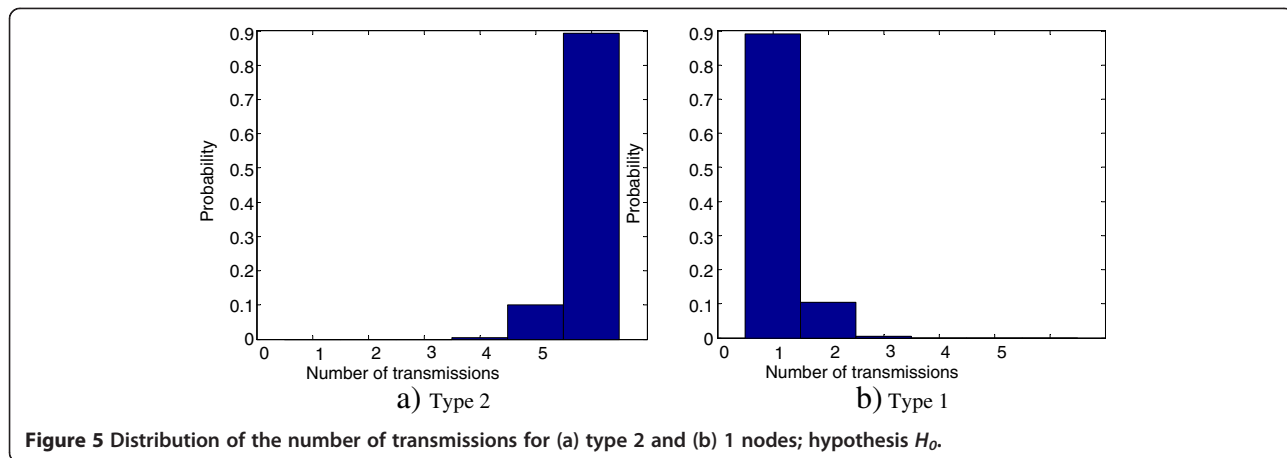 0.9
0.8
0.7
0.6
0.5
0.4
0.3
0.2
0.1
0
Probability
0 1 2 3 4 5
Number of transmissions
a) Type 2
0.9
0.8
0.7
0.6
0.5
0.4
0.3
0.2
0.1
0
Probability
0 1 2 3 4 5
Number of transmissions
b) Type 1
Figure 5 Distribution of the number of transmissions for (a) type 2 and (b) 1 nodes; hypothesis H0.